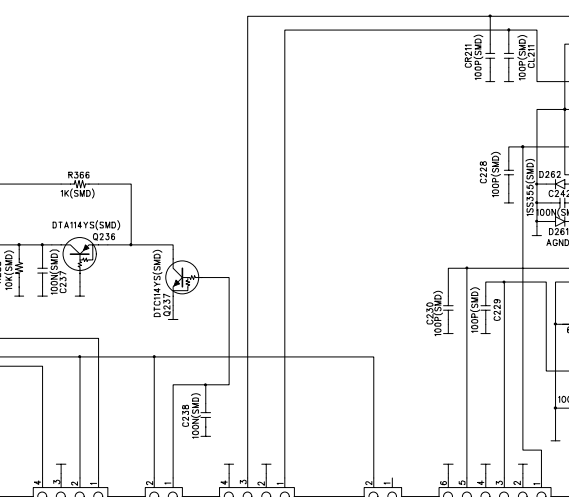 CR211
100P(SMD)
100P(SMD)
CL211
C228
100P(SMD)
1SS355(SMD)
D262
C242
100N(SM
D261
AGND
R366
1K(SMD)
DTA114YS(SMD)
Q236
10K(SMD)
100N(SMD)
C237
DTC114YS(SMD)
Q237
C230
100P(SMD)
100P(SMD)
C229
C238
100N(SMD)
100
4
3
2
1
2
1
4
3
2
1
2
1
6
5
4
3
2
1